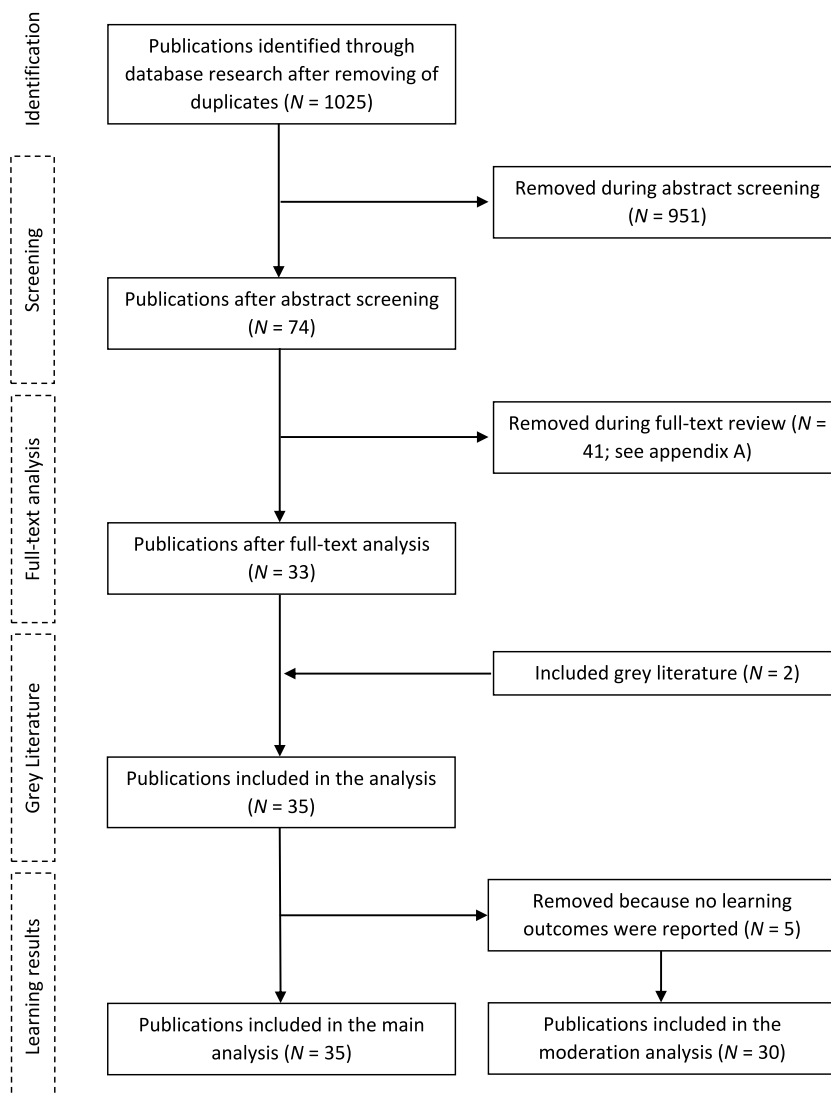 Identification
Publications identified through
database research after removing of
duplicates (N = 1025)
Screening
Removed during abstract screening
(N = 951)
Publications after abstract screening
(N = 74)
Full-text analysis
Removed during full-text review (N =
41; see appendix A)
Publications after full-text analysis
(N = 33)
Grey Literature
Included grey literature (N = 2)
Publications included in the analysis
(N = 35)
Learning results
Removed because no learning
outcomes were reported (N = 5)
Publications included in the main
analysis (N = 35)
Publications included in the
moderation analysis (N = 30)